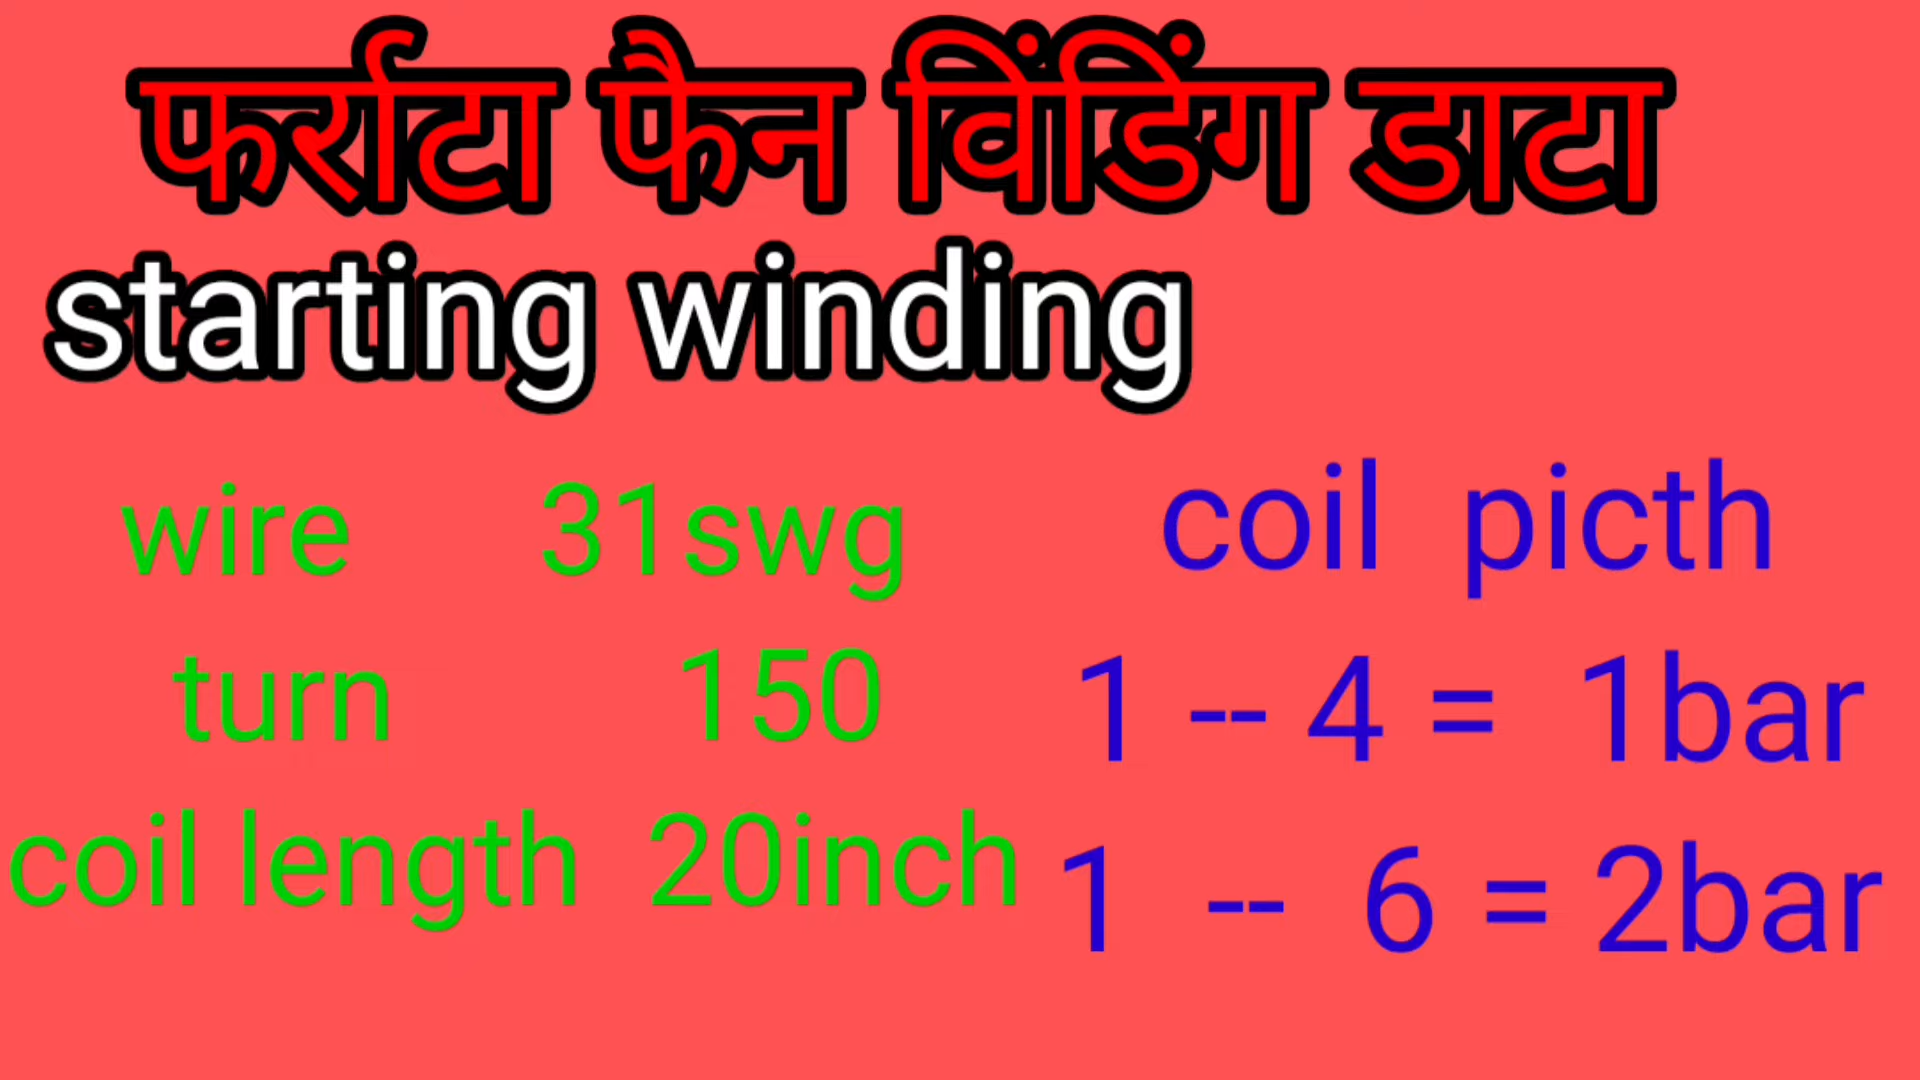 फर्राटा फैन विंडिंग डाटा
starting winding
wire 31swg
turn 150
coil length 20inch
coil picth
1 -- 4 = 1bar
1 -- 6 = 2bar